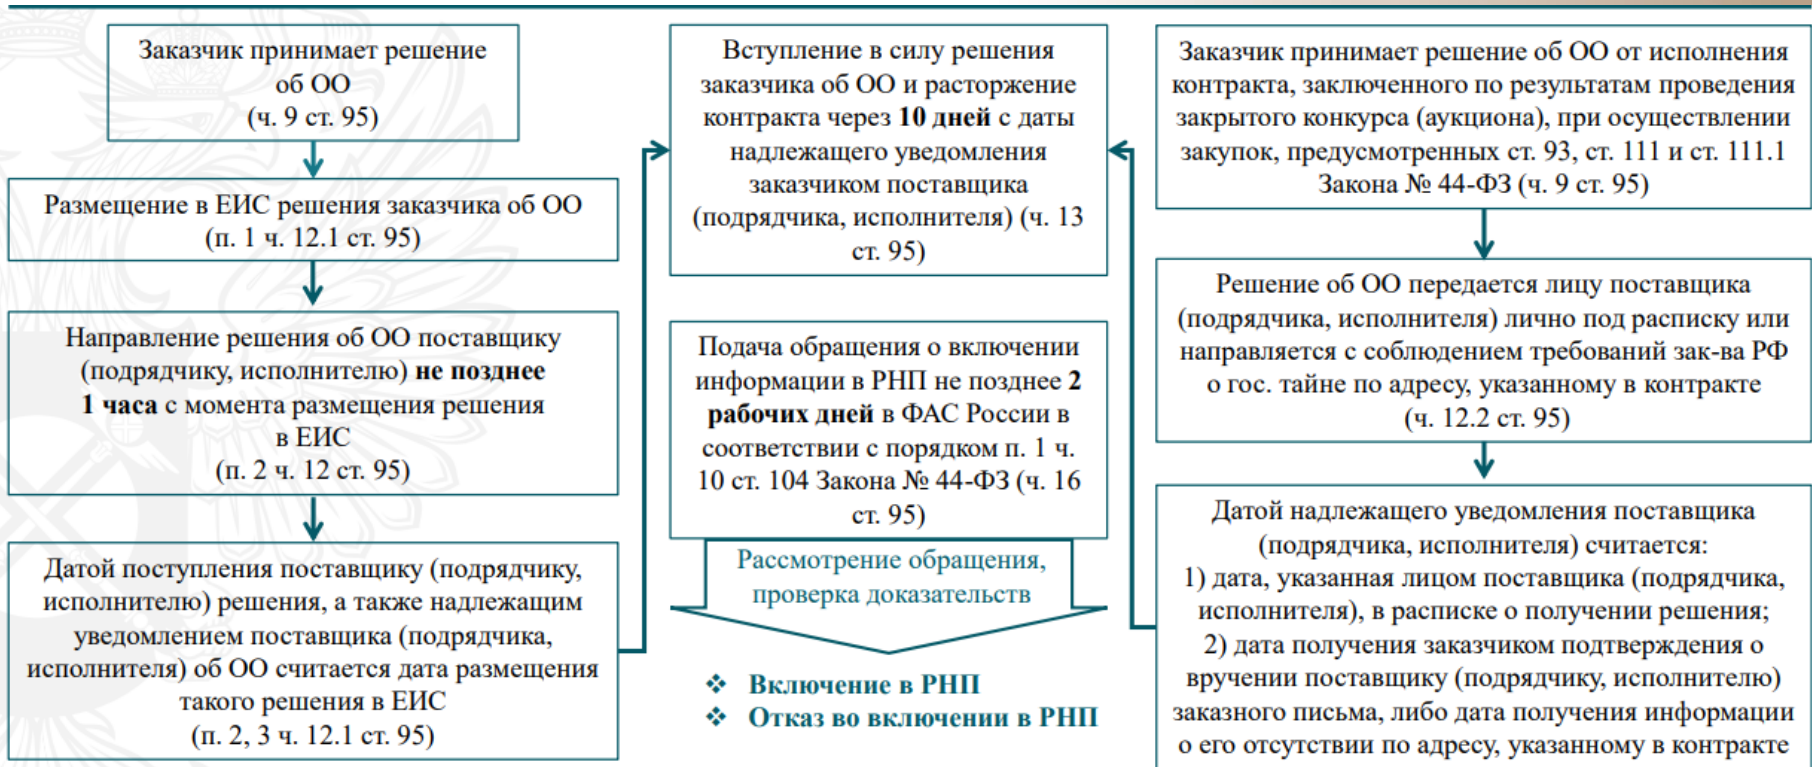 Заказчик принимает решение
об ОО
(ч. 9 ст. 95)
Размещение в ЕИС решения заказчика об ОО
(п. 1 ч. 12.1 ст. 95)
Направление решения об ОО поставщику
(подрядчику, исполнителю) не позднее
1 часа с момента размещения решения
в ЕИС
(п. 2 ч. 12 ст. 95)
Датой поступления поставщику (подрядчику,
исполнителю) решения, а также надлежащим
уведомлением поставщика (подрядчика,
исполнителя) об ОО считается дата размещения
такого решения в ЕИС
(п. 2, 3 ч. 12.1 ст. 95)
Вступление в силу решения
заказчика об ОО и расторжение
контракта через 10 дней с даты
надлежащего уведомления
заказчиком поставщика
(подрядчика, исполнителя) (ч. 13
ст. 95)
Подача обращения о включении
информации в РНП не позднее 2
рабочих дней в ФАС России в
соответствии с порядком п. 1 ч.
10 ст. 104 Закона № 44-ФЗ (ч. 16
ст. 95)
Рассмотрение обращения,
проверка доказательств
❖ Включение в РНП
❖ Отказ во включении в РНП
Заказчик принимает решение об ОО от исполнения
контракта, заключенного по результатам проведения
закрытого конкурса (аукциона), при осуществлении
закупок, предусмотренных ст. 93, ст. 111 и ст. 111.1
Закона № 44-ФЗ (ч. 9 ст. 95)
Решение об ОО передается лицу поставщика
(подрядчика, исполнителя) лично под расписку или
направляется с соблюдением требований зак-ва РФ
о гос. тайне по адресу, указанному в контракте
(ч. 12.2 ст. 95)
Датой надлежащего уведомления поставщика
(подрядчика, исполнителя) считается:
1) дата, указанная лицом поставщика (подрядчика,
исполнителя), в расписке о получении решения;
2) дата получения заказчиком подтверждения о
вручении поставщику (подрядчику, исполнителю)
заказного письма, либо дата получения информации
о его отсутствии по адресу, указанному в контракте